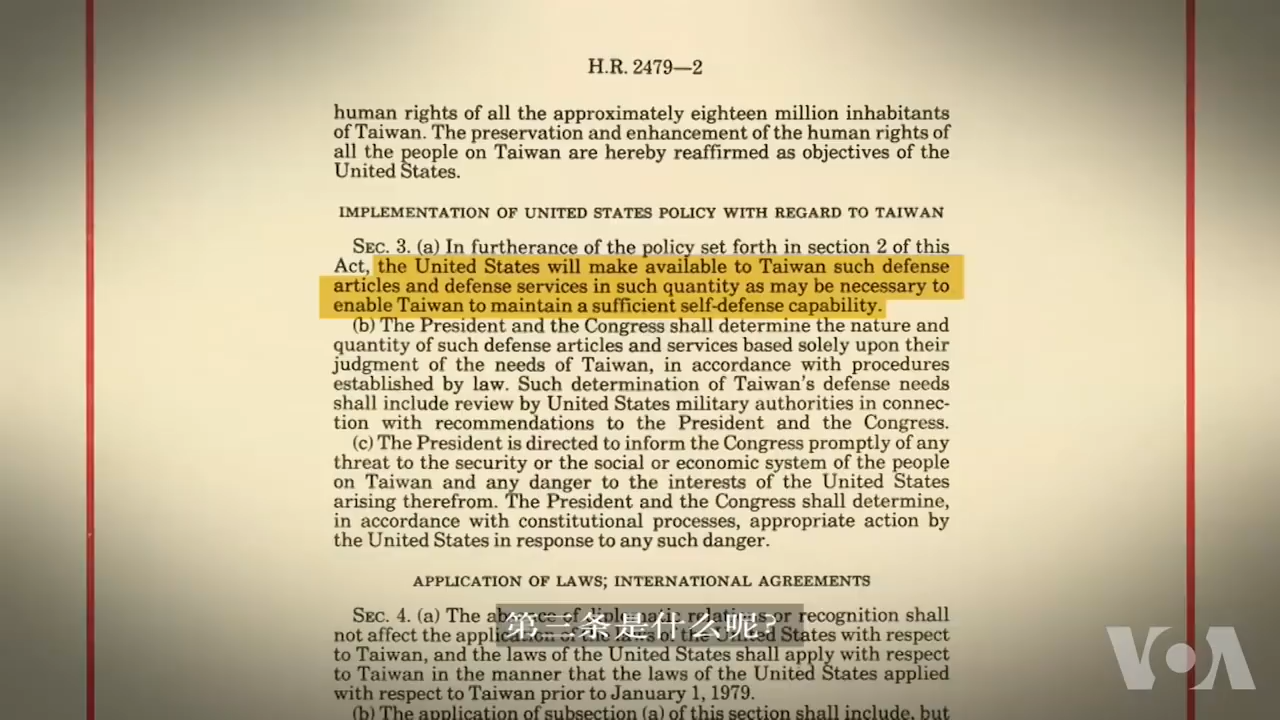 H.R. 2479—2
human rights of all the approximately eighteen million inhabitants
of Taiwan. The preservation and enhancement of the human rights of
all the people on Taiwan are hereby reaffirmed as objectives of the
United States.
IMPLEMENTATION OF UNITED STATES POLICY WITH REGARD TO TAIWAN
SEC. 3. (a) In furtherance of the policy set forth in section 2 of this
Act, the United States will make available to Taiwan such defense
articles and defense services in such quantity as may be necessary to
enable Taiwan to maintain a sufficient self-defense capability.
(b) The President and the Congress shall determine the nature and
quantity of such defense articles and services based solely upon their
judgment of the needs of Taiwan, in accordance with procedures
established by law. Such determination of Taiwan's defense needs
shall include review by United States military authorities in connec-
tion with recommendations to the President and the Congress.
(c) The President is directed to inform the Congress promptly of any
threat to the security or the social or economic system of the people
on Taiwan and any danger to the interests of the United States
arising therefrom. The President and the Congress shall determine,
in accordance with constitutional processes, appropriate action by
the United States in response to any such danger.
APPLICATION OF LAWS; INTERNATIONAL AGREEMENTS
SEC. 4. (a) The absence of diplomatic relations or recognition shall
第三条是什么呢?
not affect the application of the laws of the United States with respect
to Taiwan, and the laws of the United States shall apply with respect
to Taiwan in the manner that the laws of the United States applied
with respect to Taiwan prior to January 1, 1979.
(b) The application of subsection (a) of this section shall include, but
VOA